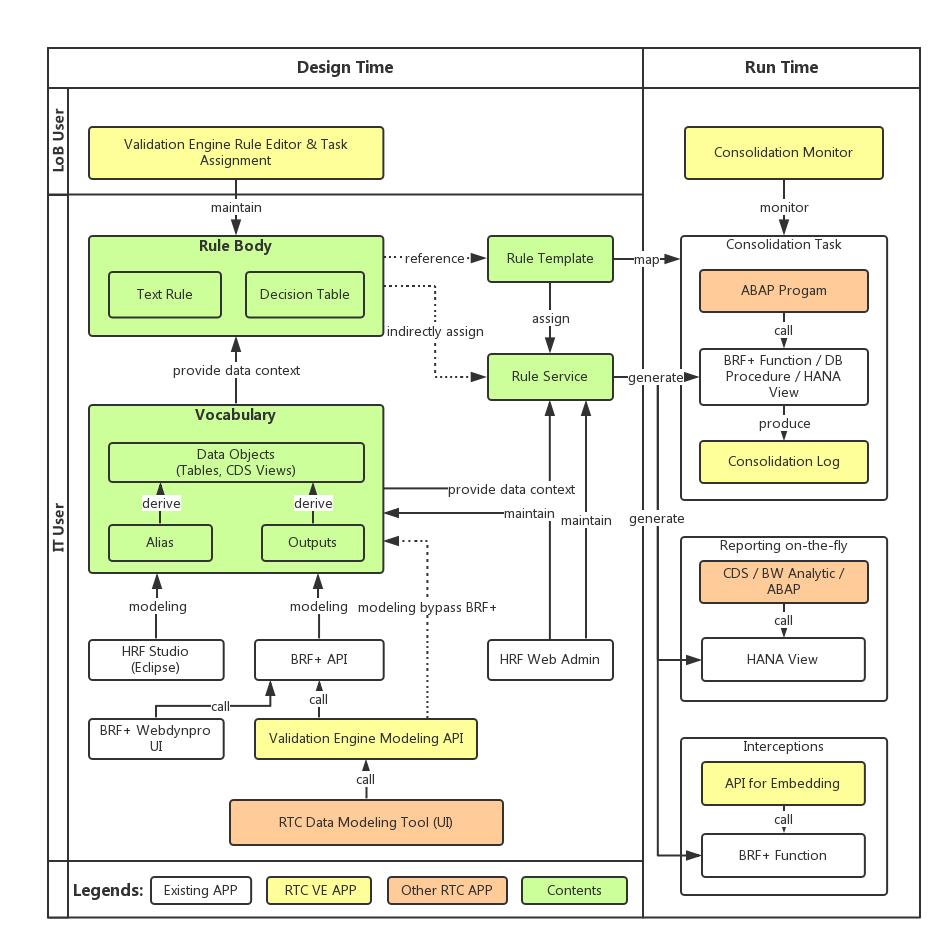 Design Time
Run Time
LoB User
Validation Engine Rule Editor & Task
Assignment
Consolidation Monitor
maintain
monitor
IT User
Rule Body
Text Rule
Decision Table
reference
indirectly assign
Rule Template
map
assign
Rule Service
generate
Consolidation Task
ABAP Progam
call
BRF+ Function / DB
Procedure / HANA
View
produce
Consolidation Log
provide data context
Vocabulary
Data Objects
(Tables, CDS Views)
derive
derive
Alias
Outputs
provide data context
maintain
maintain
generate
modeling
modeling
modeling bypass BRF+
Reporting on-the-fly
CDS / BW Analytic /
ABAP
call
HANA View
HRF Studio
(Eclipse)
BRF+ API
HRF Web Admin
call
call
BRF+ Webdynpro
UI
Validation Engine Modeling API
call
RTC Data Modeling Tool (UI)
Interceptions
API for Embedding
call
BRF+ Function
Legends:
Existing APP
RTC VE APP
Other RTC APP
Contents